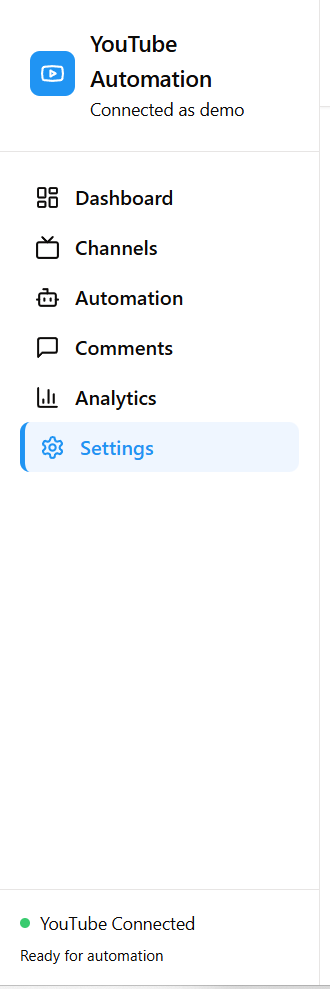 YouTube
Automation
Connected as demo
Dashboard
Channels
Automation
Comments
Analytics
Settings
YouTube Connected
Ready for automation